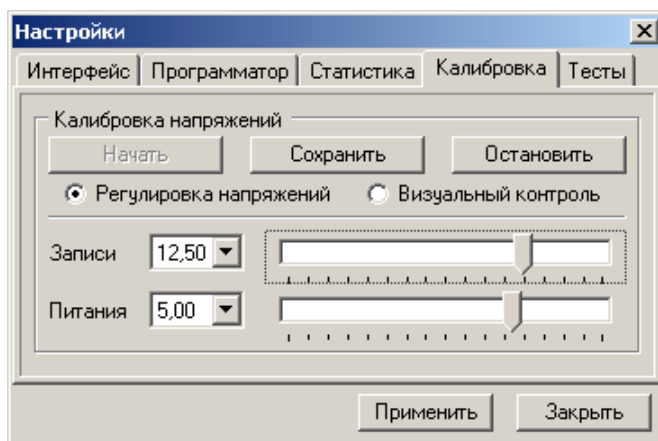 Настройки
Интерфейс Программатор Статистика Калибровка Тесты
Калибровка напряжений
Начать Сохранить Остановить
Регулировка напряжений Визуальный контроль
Записи 12,50
Питания 5,00
Применить Закрыть